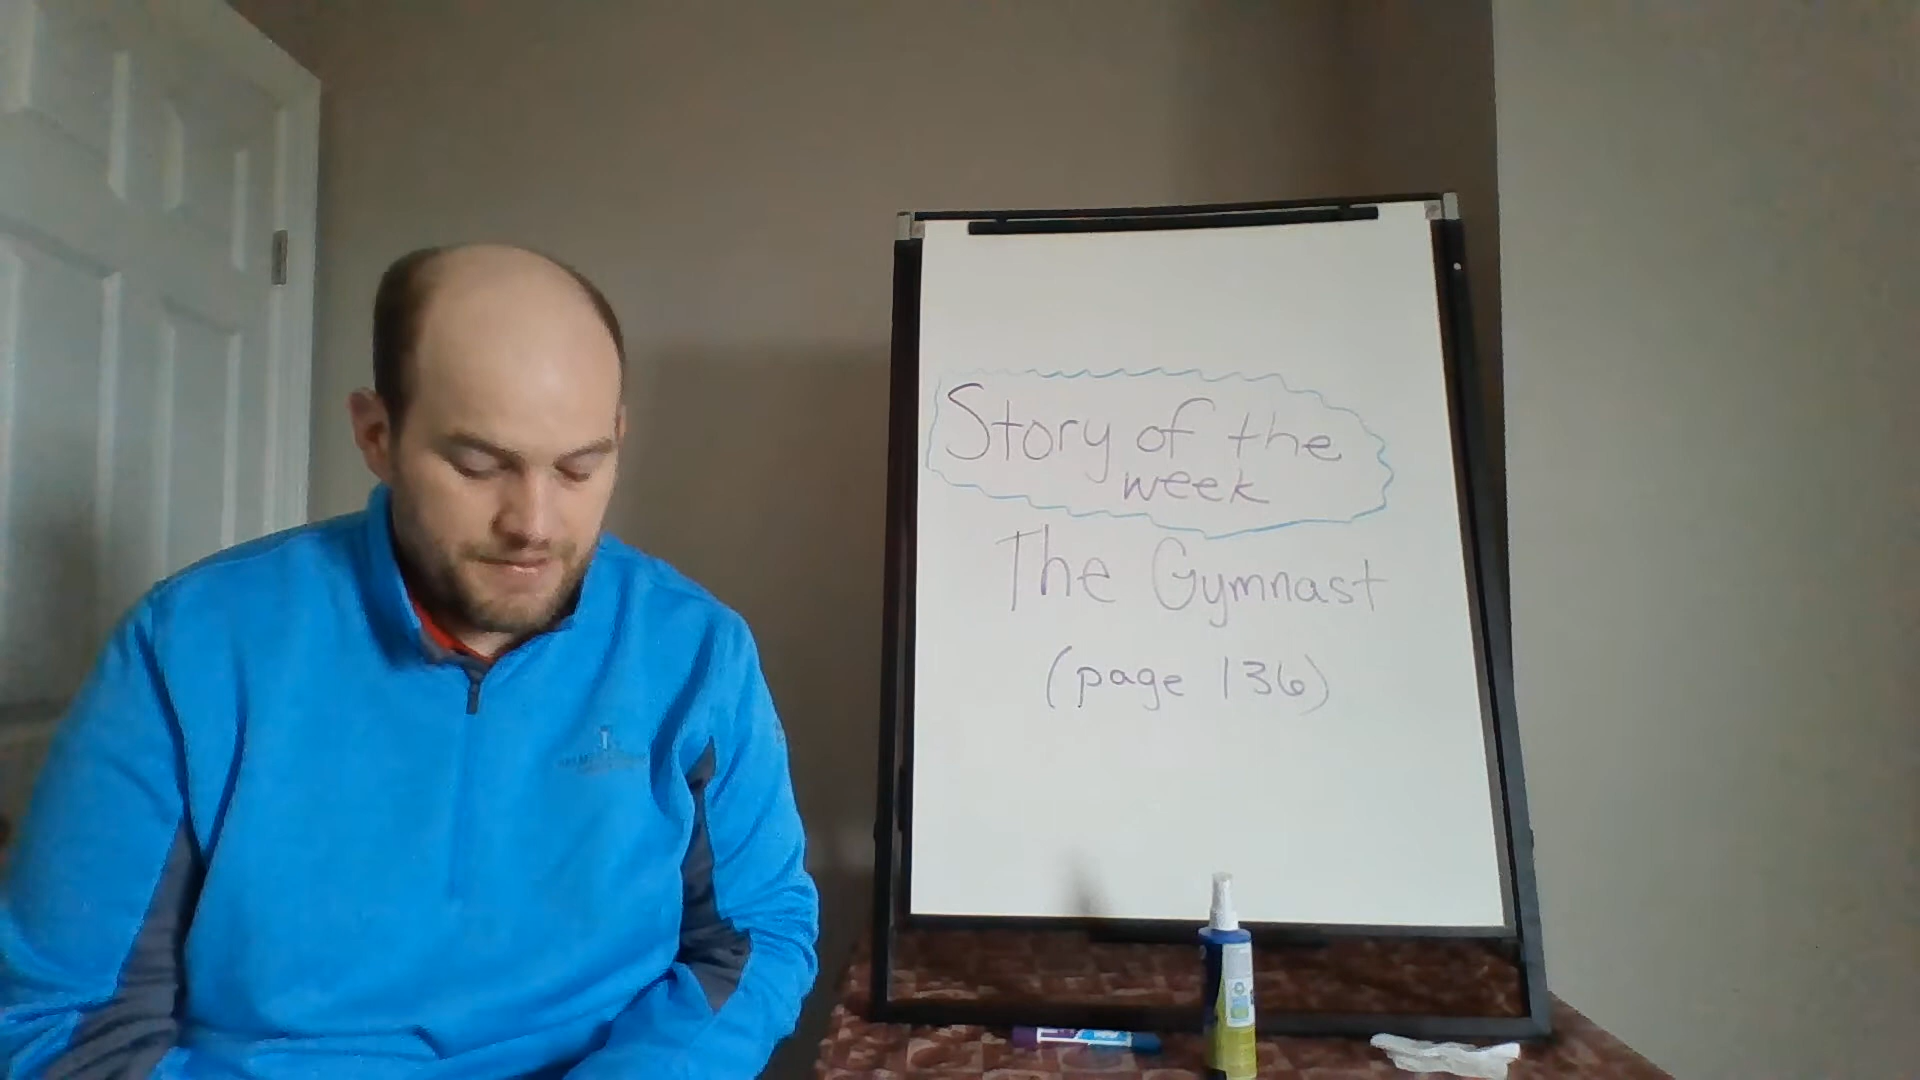 Story of the
week
The Gymnast
(page 136)